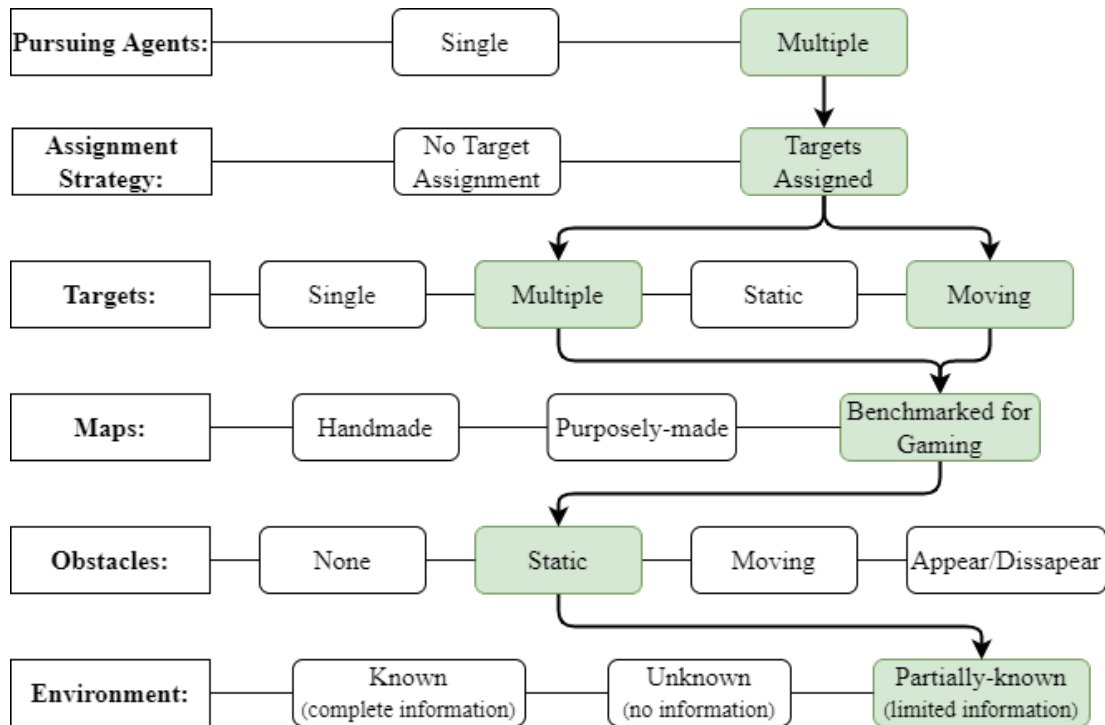 Pursuing Agents:
Single
Multiple
Assignment
Strategy:
No Target
Assignment
Targets
Assigned
Targets:
Single
Multiple
Static
Moving
Maps:
Handmade
Purposely-made
Benchmarked for
Gaming
Obstacles:
None
Static
Moving
Appear/Dissapear
Environment:
Known
(complete information)
Unknown
(no information)
Partially-known
(limited information)